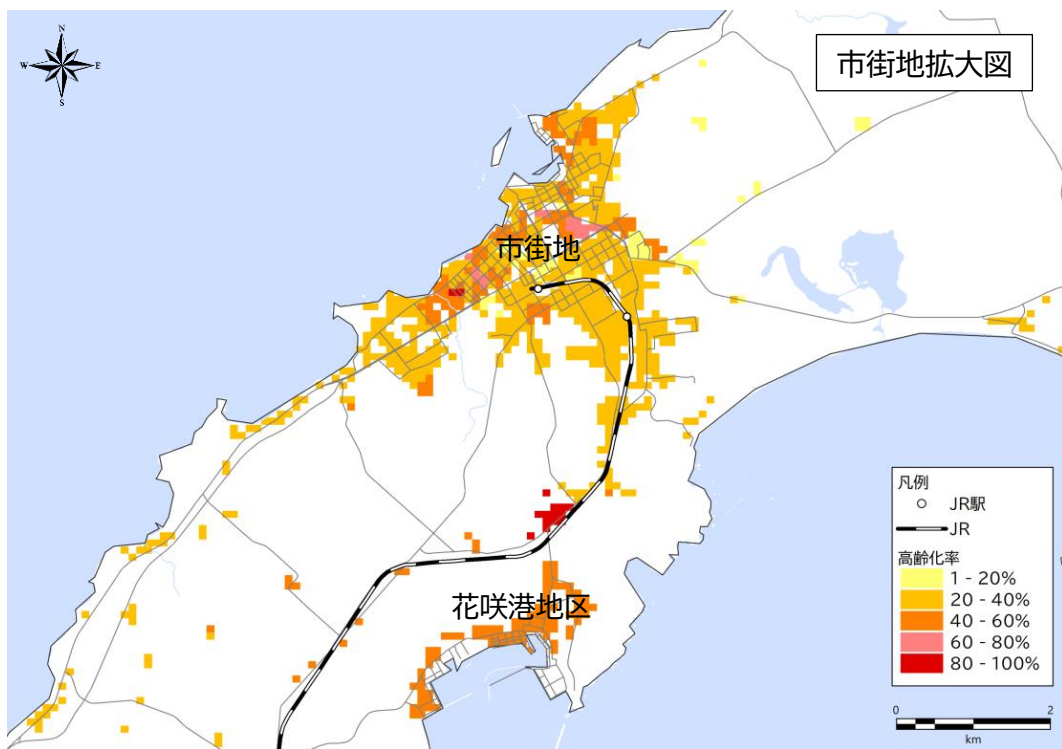 N
W
E
S
市街地拡大図
市街地
花咲港地区
凡例
JR駅
JR
高齢化率
1 - 20%
20 - 40%
40 - 60%
60 - 80%
80 - 100%
0
2
km